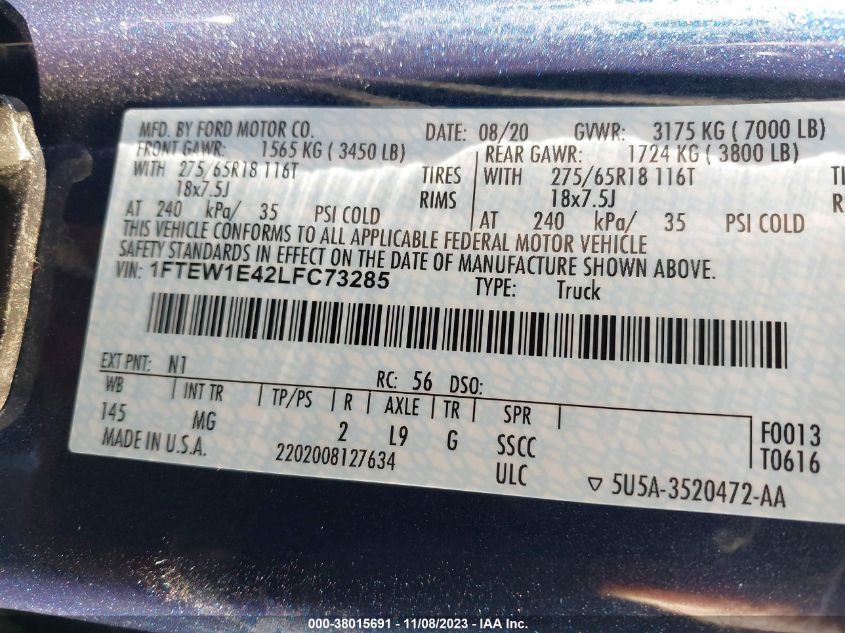 MFD. BY FORD MOTOR CO. DATE: 08/20 GVWR: 3175 KG ( 7000 LB)
FRONT GAWR: 1565 KG ( 3450 LB) REAR GAWR: 1724 KG ( 3800 LB)
WITH 275/65R18 116T TIRES WITH 275/65R18 116T
18x7.5J RIMS 18x7.5J
AT 240 kPa/ 35 PSI COLD AT 240 kPa/ 35 PSI COLD
THIS VEHICLE CONFORMS TO ALL APPLICABLE FEDERAL MOTOR VEHICLE
SAFETY STANDARDS IN EFFECT ON THE DATE OF MANUFACTURE SHOWN ABOVE.
VIN: 1FTEW1E42LFC73285 TYPE: Truck
EXT PNT: N1 RC: 56 DSO:
WB INT TR TP/PS R AXLE TR SPR
145 MG 2 L9 G SSCC F0013
ULC T0616
MADE IN U.S.A. 2202008127634
▽ 5U5A-3520472-AA
000-38015691 - 11/08/2023 - IAA Inc.